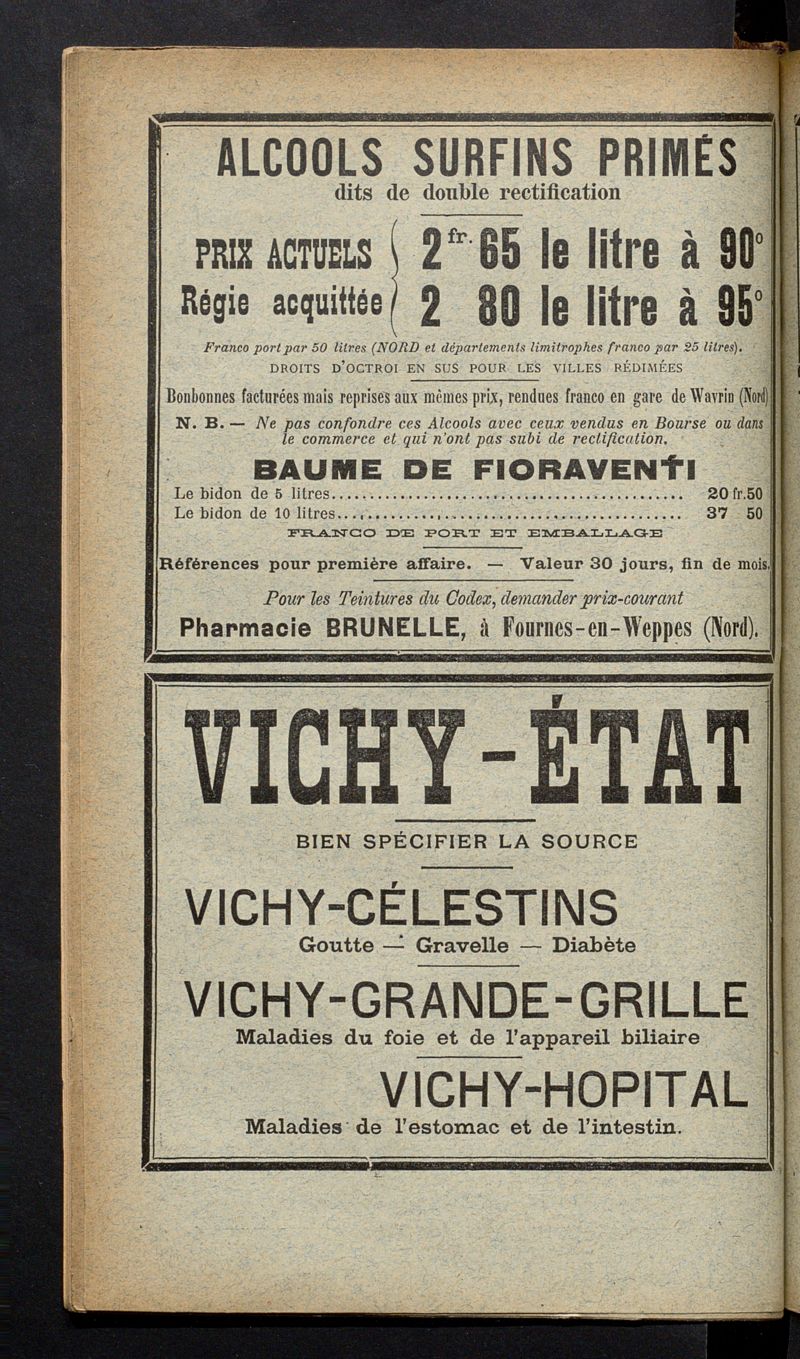 ALCOOLS SURFINS PRIMÉS
dits de double rectification
PRIX ACTUELS { 2 fr. 65 le litre à 90°
Régie acquittée { 2 80 le litre à 95°
Franco port par 50 litres (NORD et départements limitrophes franco par 25 litres).
DROITS D'OCTROI EN SUS POUR LES VILLES RÉDIMÉES
Bonbonnes facturées mais reprises aux mêmes prix, rendues franco en gare de Wavrin (Nord)
N. B. — Ne pas confondre ces Alcools avec ceux vendus en Bourse ou dans
le commerce et qui n'ont pas subi de rectification.
BAUME DE FIORAVENTI
Le bidon de 5 litres........................ 20 fr. 50
Le bidon de 10 litres........................ 37 50
FRANCO DE PORT ET EMBALLAGE
Références pour première affaire. — Valeur 30 jours, fin de mois.
Pour les Teintures du Codex, demander prix-courant
Pharmacie BRUNELLE, à Fournes-en-Weppes (Nord).
VICHY-ÉTAT
BIEN SPÉCIFIER LA SOURCE
VICHY-CÉLESTINS
Goutte — Gravelle — Diabète
VICHY-GRANDE-GRILLE
Maladies du foie et de l'appareil biliaire
VICHY-HOPITAL
Maladies de l'estomac et de l'intestin.